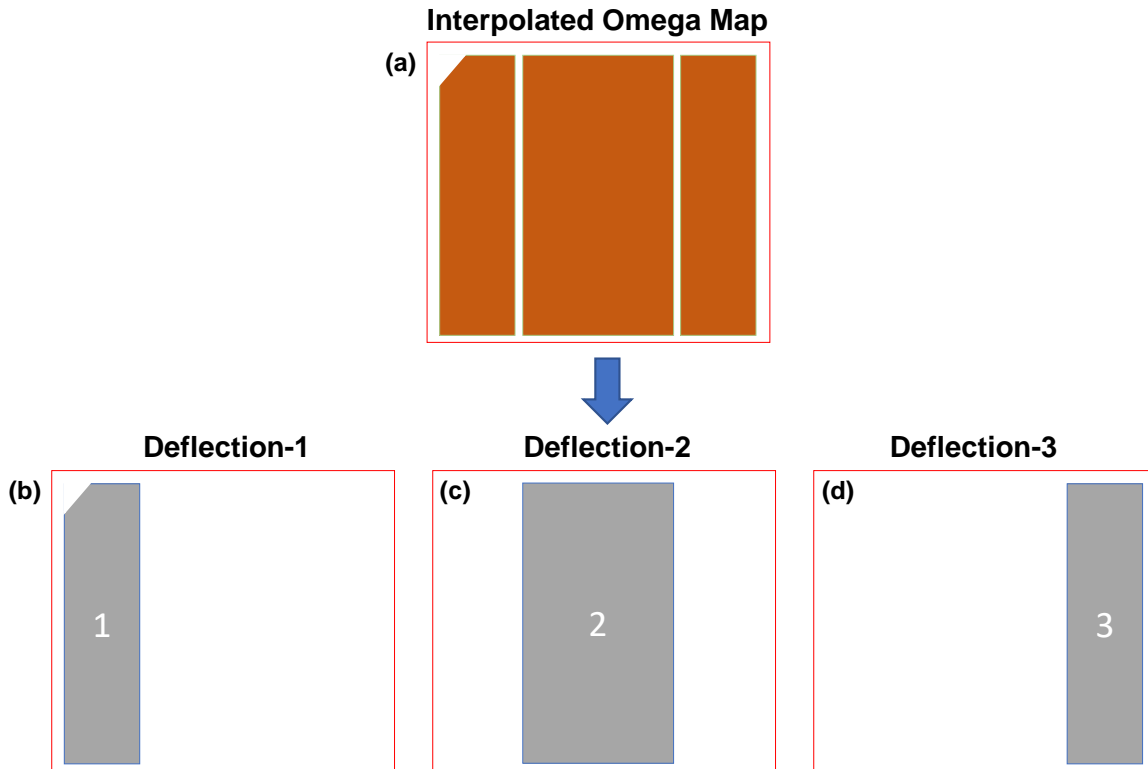 Interpolated Omega Map
(a)
Deflection-1
Deflection-2
Deflection-3
(b)
(c)
(d)
1
2
3